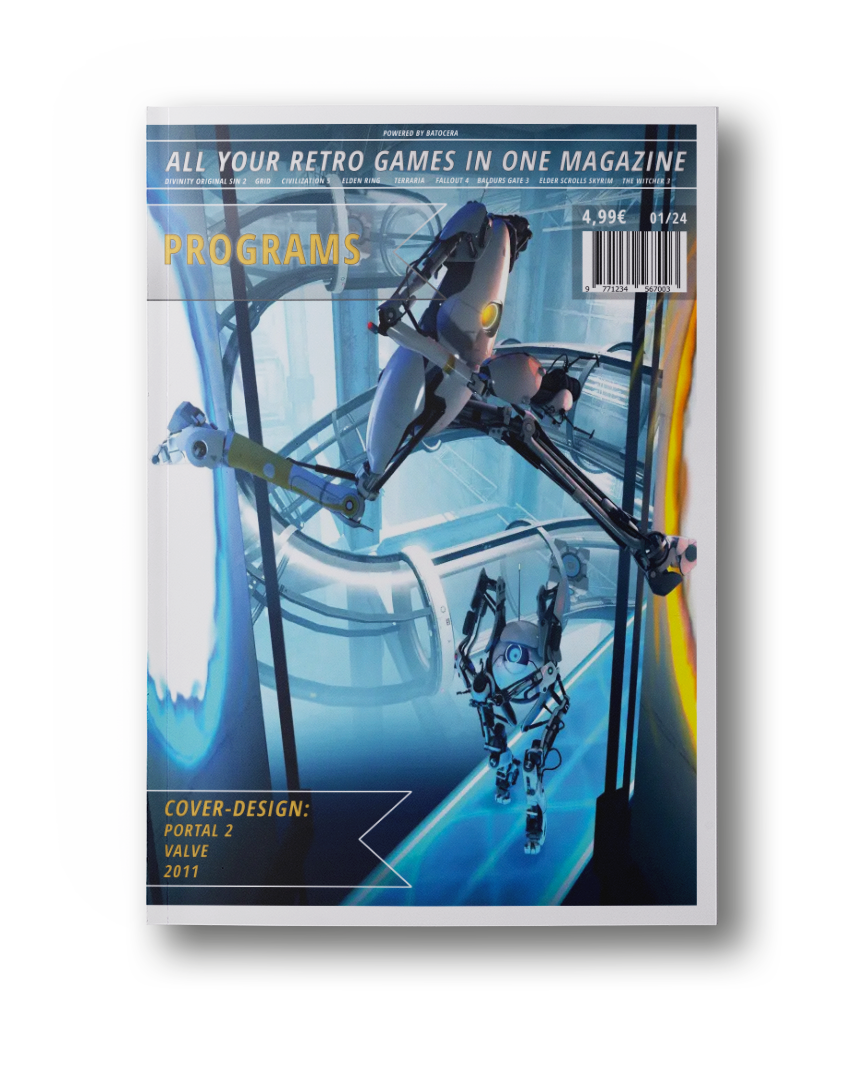 POWERED BY BATOCERA
ALL YOUR RETRO GAMES IN ONE MAGAZINE
DIVINITY ORIGINAL SIN 2 GRID CIVILIZATION 5 ELDEN RING TERRARIA FALLOUT 4 BALDURS GATE 3 ELDER SCROLLS SKYRIM THE WITCHER 3
4,99€ 01/24
PROGRAMS
9 771234 567003
COVER-DESIGN:
PORTAL 2
VALVE
2011